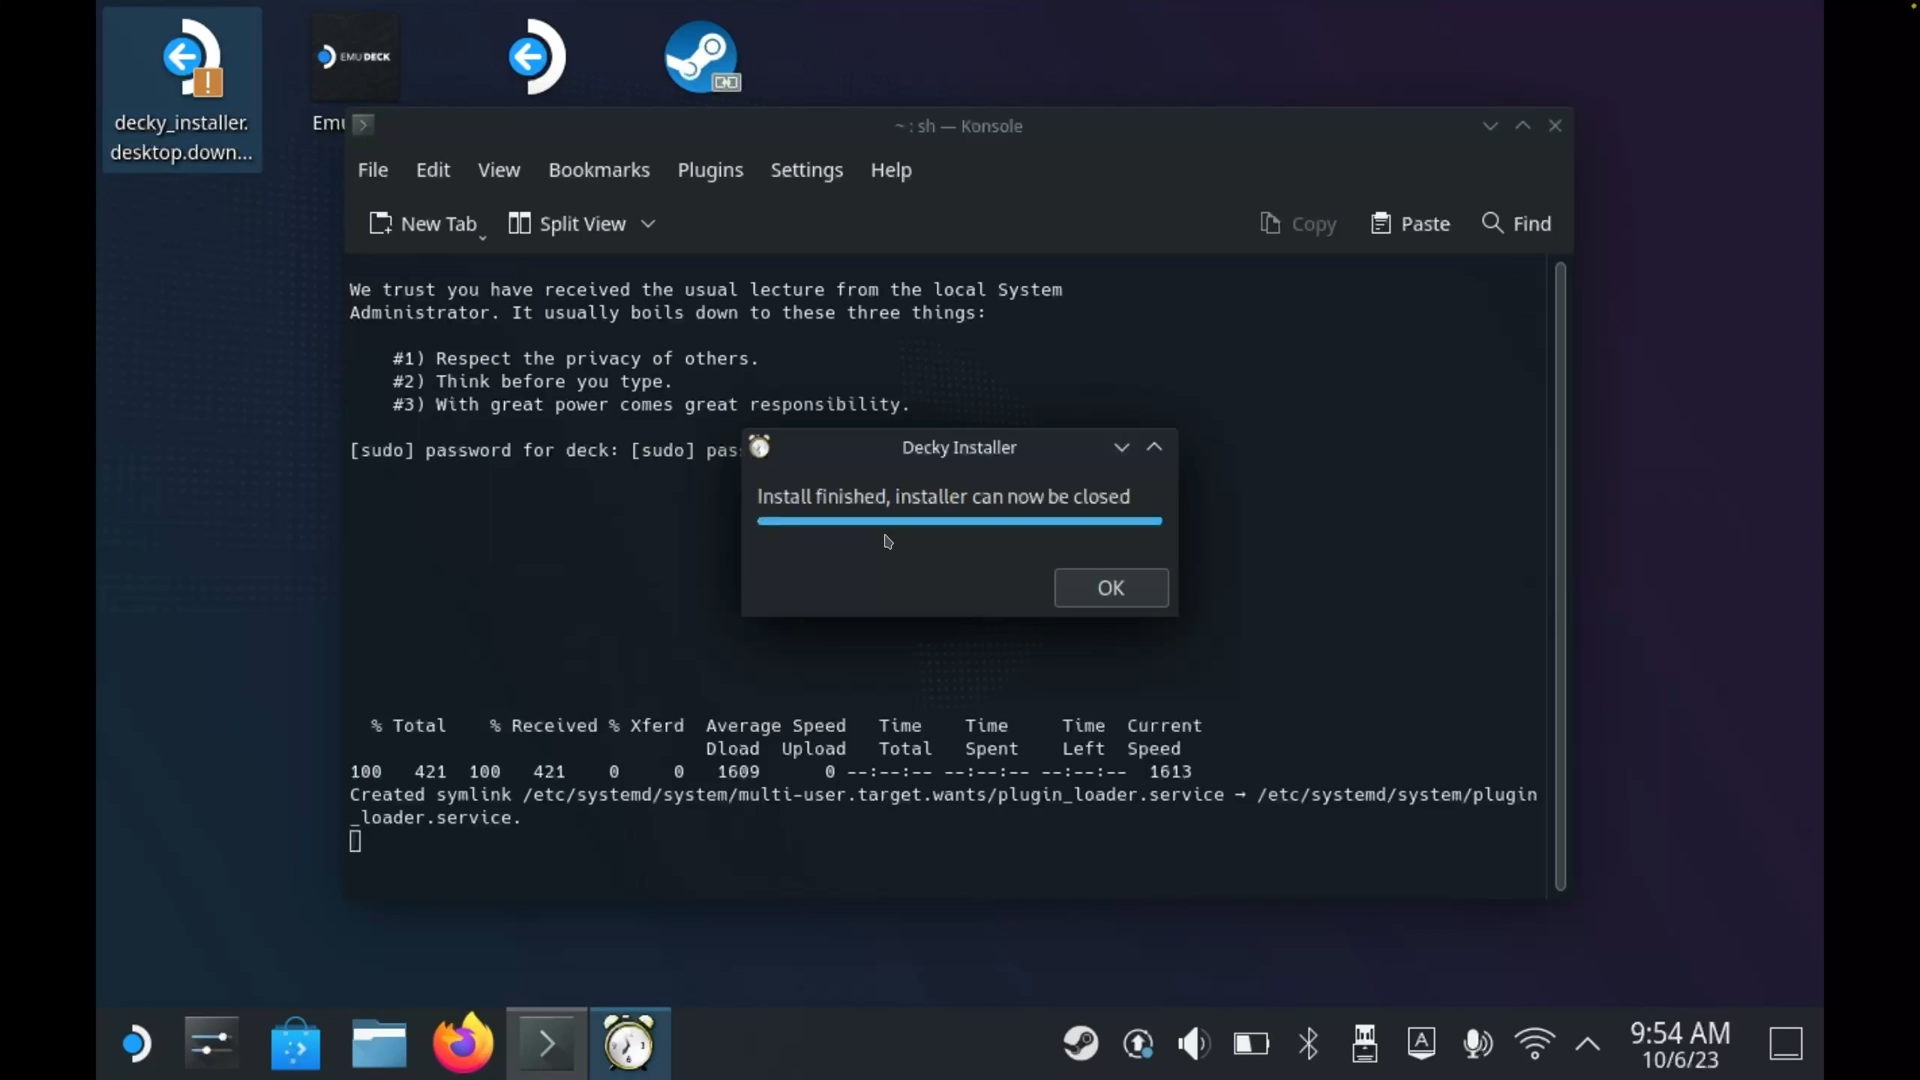 EMUDECK
decky_installer.
desktop.down...
Emu
~ : sh — Konsole
File Edit View Bookmarks Plugins Settings Help
New Tab Split View Copy Paste Find
We trust you have received the usual lecture from the local System
Administrator. It usually boils down to these three things:
#1) Respect the privacy of others.
#2) Think before you type.
#3) With great power comes great responsibility.
[sudo] password for deck: [sudo] pas
Decky Installer
Install finished, installer can now be closed
OK
% Total % Received % Xferd Average Speed Time Time Time Current
Dload Upload Total Spent Left Speed
100 421 100 421 0 0 1609 0 --:--:-- --:--:-- --:--:-- 1613
Created symlink /etc/systemd/system/multi-user.target.wants/plugin_loader.service → /etc/systemd/system/plugin
_loader.service.
9:54 AM
10/6/23